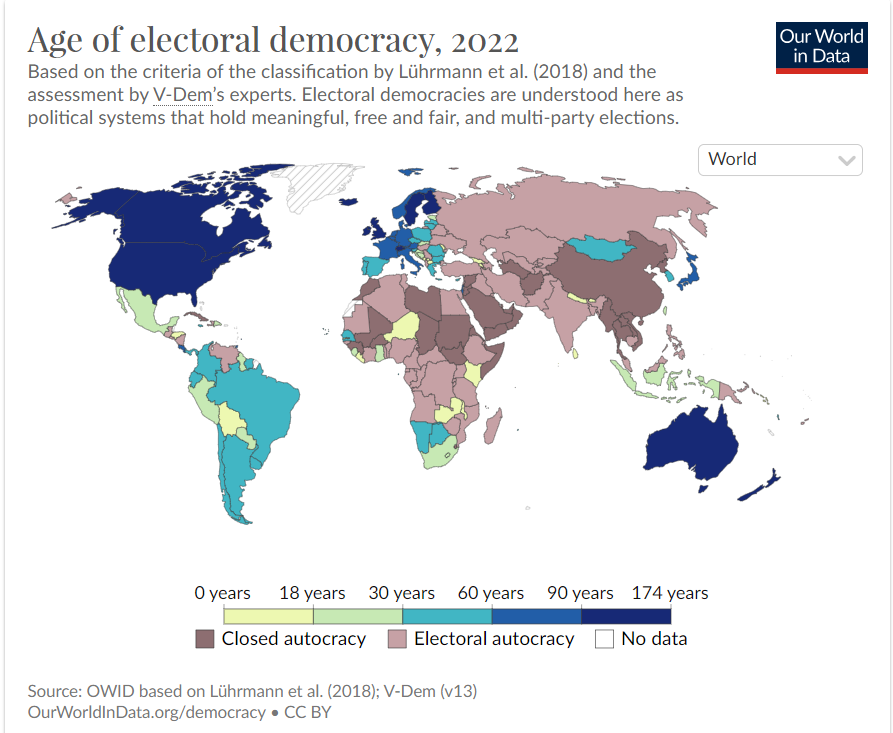 Age of electoral democracy, 2022
Our World
in Data
Based on the criteria of the classification by Lührmann et al. (2018) and the
assessment by V-Dem's experts. Electoral democracies are understood here as
political systems that hold meaningful, free and fair, and multi-party elections.
World
0 years 18 years 30 years 60 years 90 years 174 years
Closed autocracy Electoral autocracy No data
Source: OWID based on Lührmann et al. (2018); V-Dem (v13)
OurWorldInData.org/democracy • CC BY